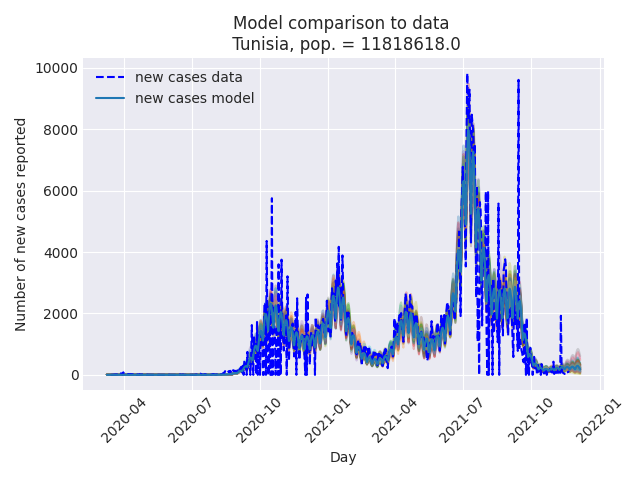 Model comparison to data
Tunisia, pop. = 11818618.0
new cases data
new cases model
Number of new cases reported
10000
8000
6000
4000
2000
0
2020-04
2020-07
2020-10
2021-01
2021-04
2021-07
2021-10
2022-01
Day